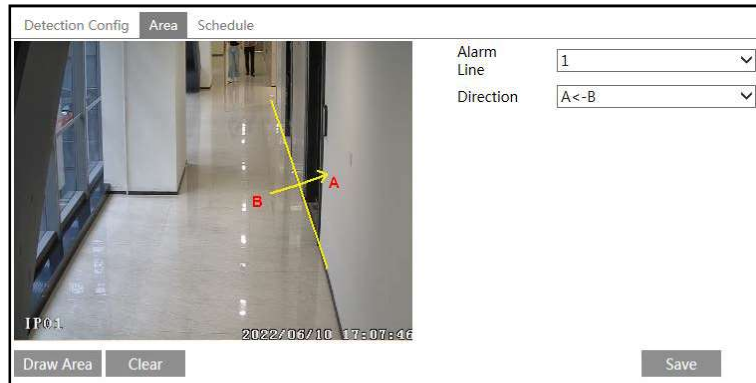 Detection Config Area Schedule
Alarm Line 1
Direction A<-B
A
B
IP01
2022/06/10 17:07:46
Draw Area Clear Save